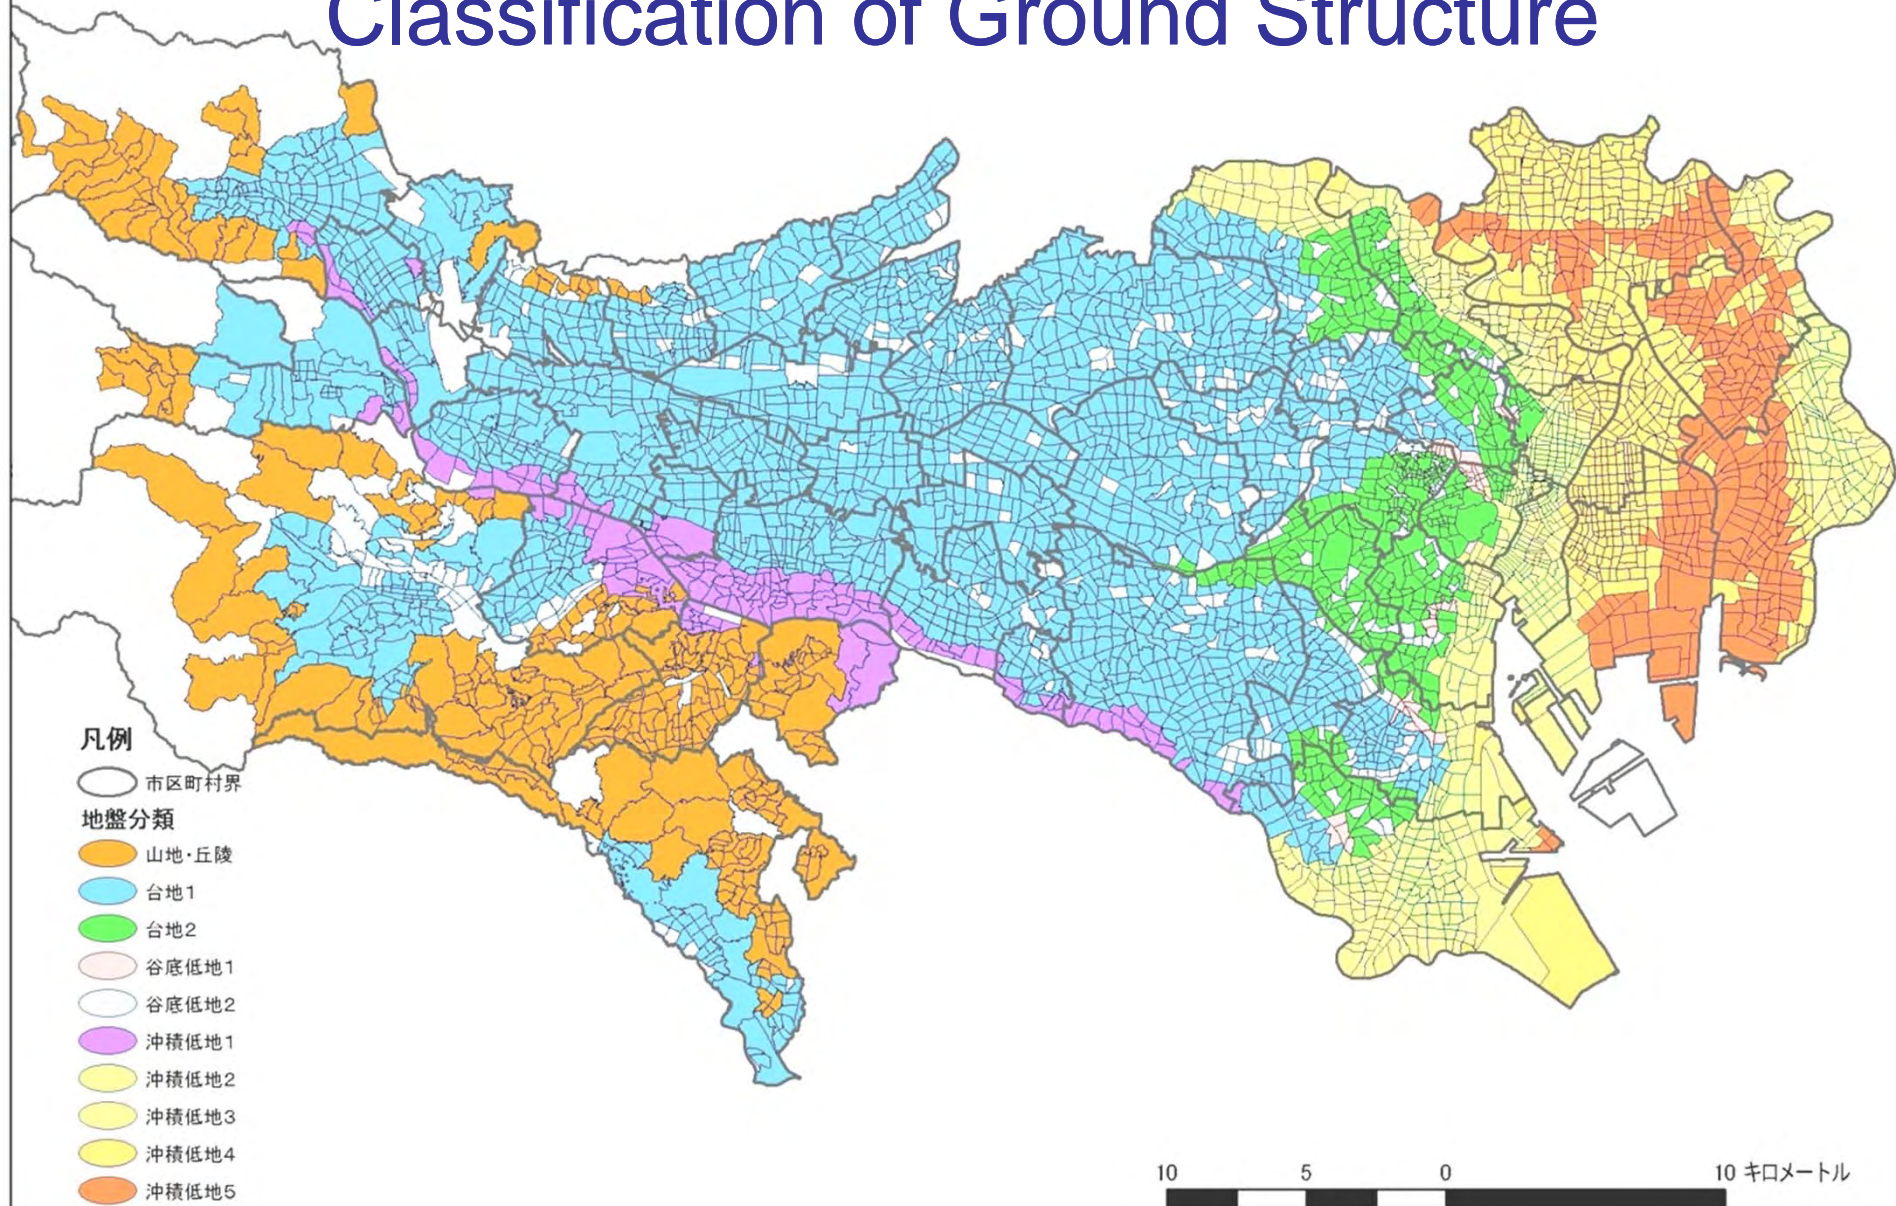 Classification of Ground Structure
凡例
市区町村界
地盤分類
山地・丘陵
台地1
台地2
谷底低地1
谷底低地2
沖積低地1
沖積低地2
沖積低地3
沖積低地4
沖積低地5
10 5 0 10 キロメートル